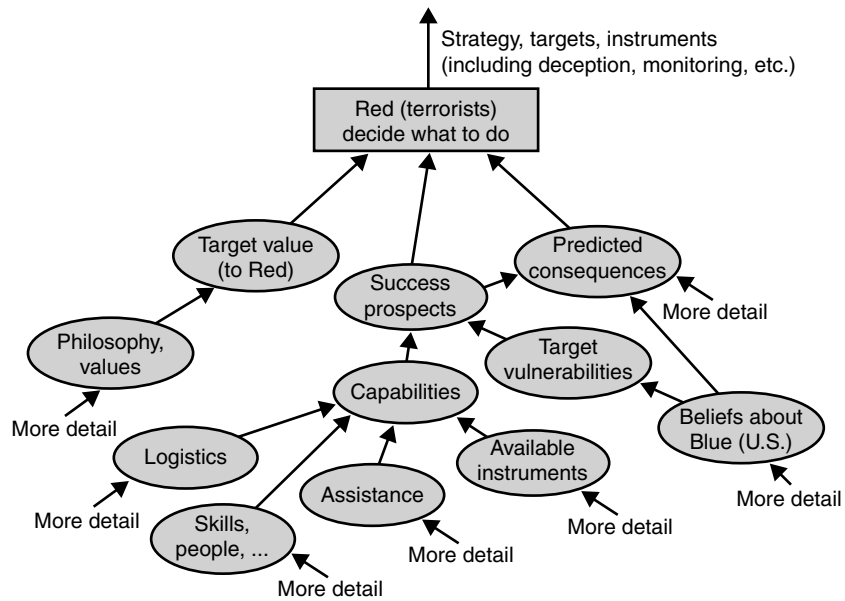 Strategy, targets, instruments
(including deception, monitoring, etc.)
Red (terrorists)
decide what to do
Target value
(to Red)
Predicted
consequences
Success
prospects
More detail
Philosophy,
values
Target
vulnerabilities
Capabilities
Beliefs about
Blue (U.S.)
More detail
Logistics
Available
instruments
Assistance
More detail
More detail
Skills,
people, ...
More detail
More detail
More detail